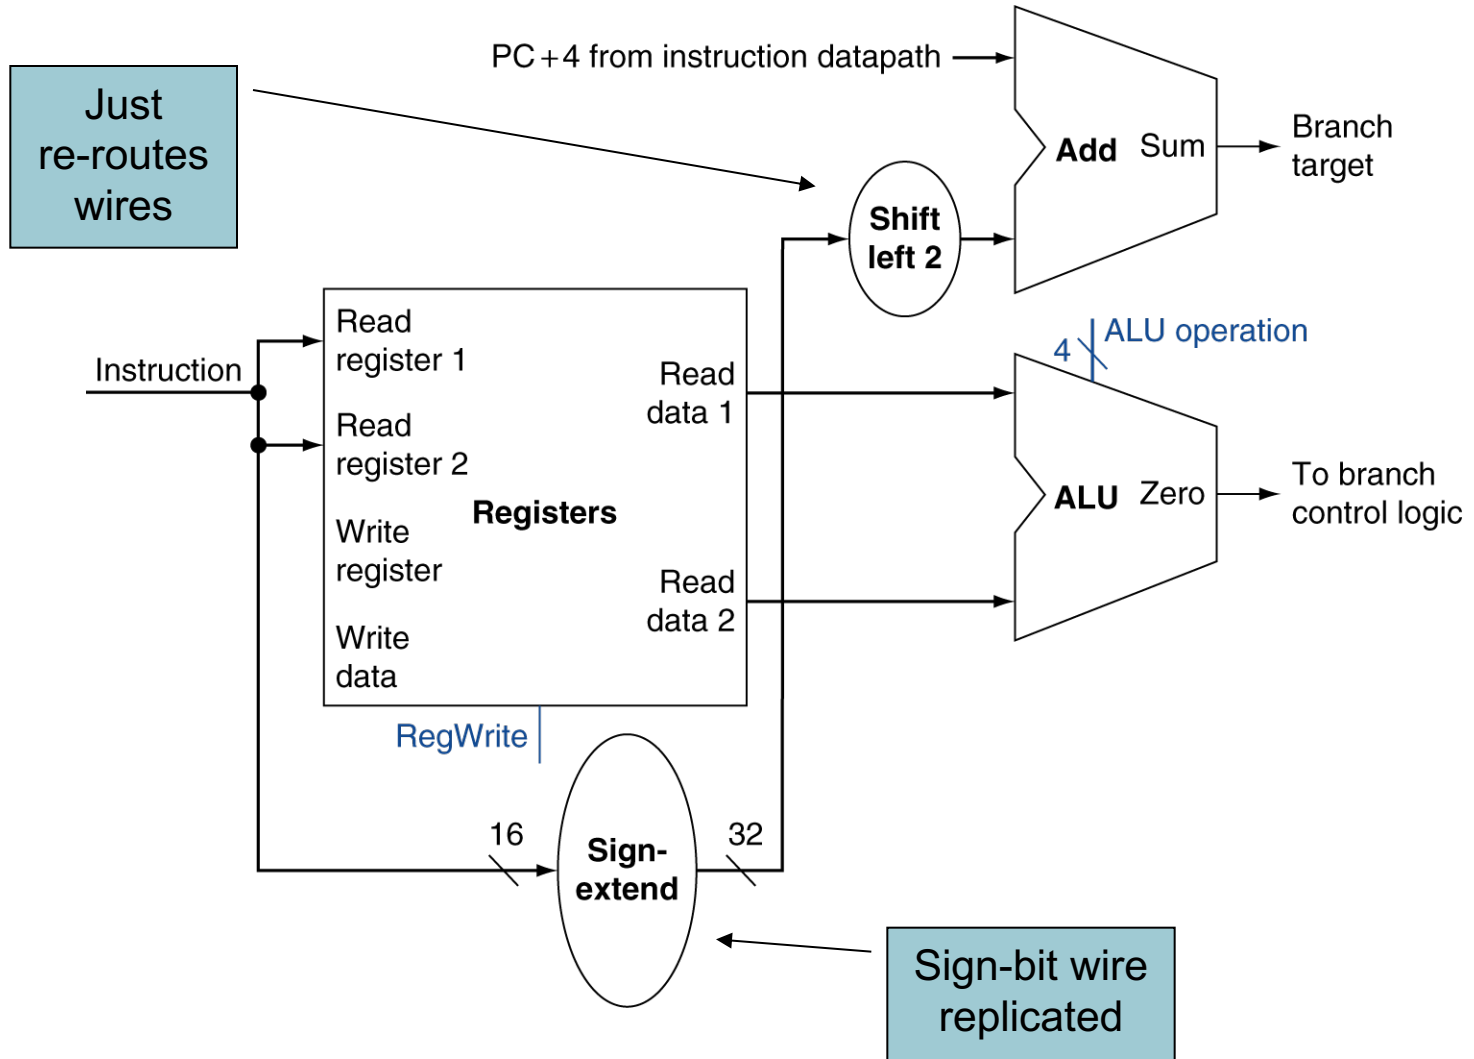 PC+4 from instruction datapath
Just
re-routes
wires
Add
Sum
Branch
target
Shift
left 2
Instruction
Read
register 1
Read
register 2
Write
register
Write
data
Registers
Read
data 1
Read
data 2
4
ALU operation
ALU
Zero
To branch
control logic
RegWrite
16
Sign-
extend
32
Sign-bit wire
replicated